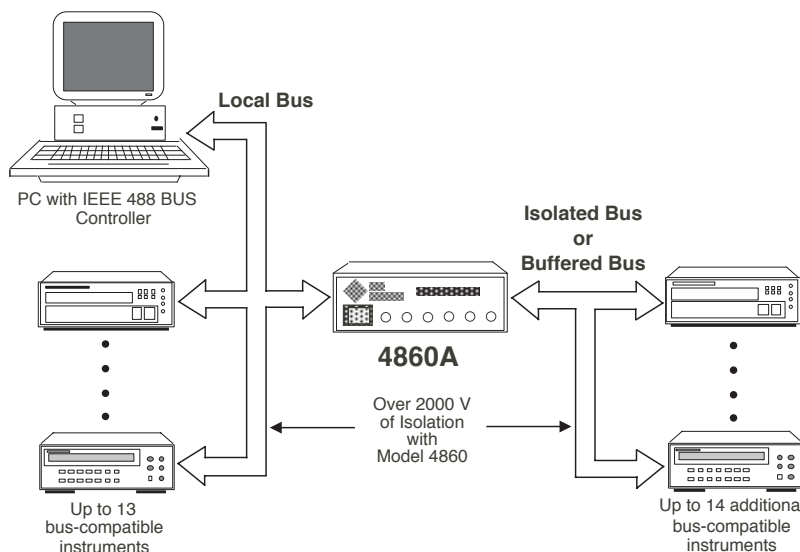 Local Bus
PC with IEEE 488 BUS
Controller
Isolated Bus
or
Buffered Bus
4860A
Over 2000 V
of Isolation
with
Model 4860
Up to 13
bus-compatible
instruments
Up to 14 additiona
bus-compatible
instruments